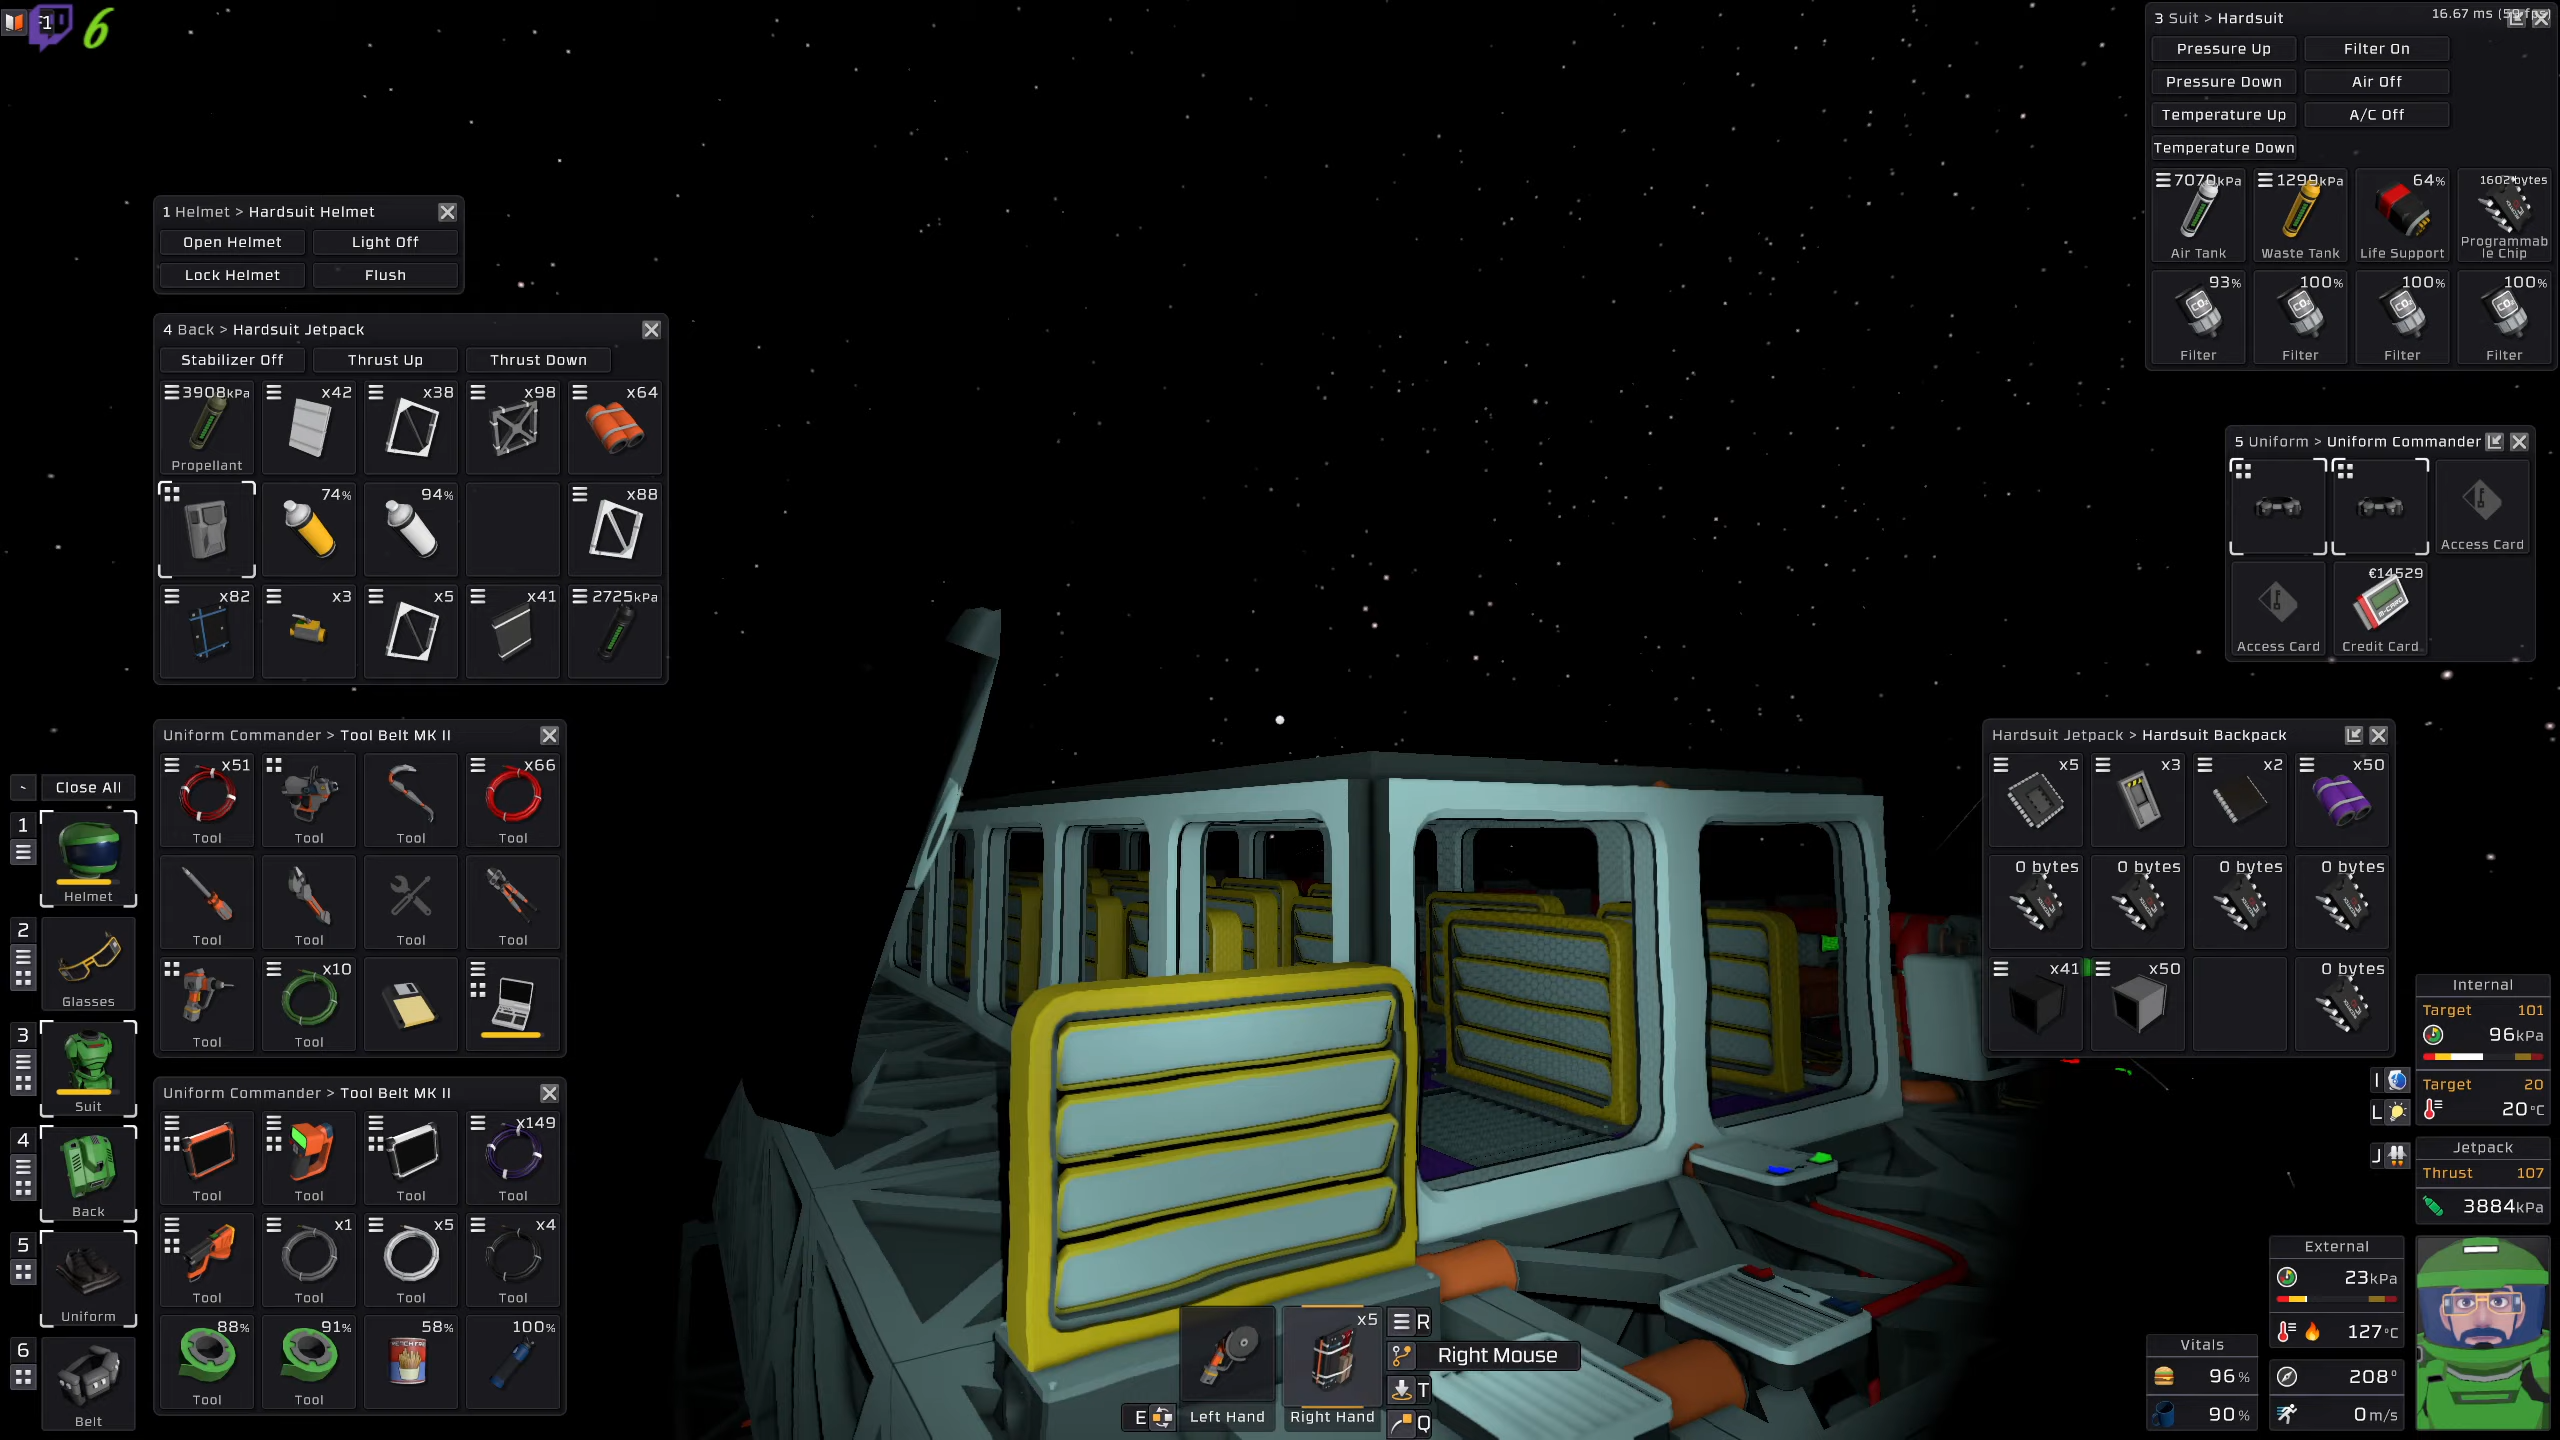 F1
6
16.67 ms (59 fps)
3 Suit > Hardsuit
Pressure Up
Filter On
Pressure Down
Air Off
Temperature Up
A/C Off
Temperature Down
7070kPa
1299kPa
64%
1602 bytes
Air Tank
Waste Tank
Life Support
Programmab
le Chip
93%
100%
100%
100%
Filter
Filter
Filter
Filter
1 Helmet > Hardsuit Helmet
Open Helmet
Light Off
Lock Helmet
Flush
4 Back > Hardsuit Jetpack
Stabilizer Off
Thrust Up
Thrust Down
3908kPa
x42
x38
x98
x64
Propellant
74%
94%
x88
x82
x3
x5
x41
2725kPa
5 Uniform > Uniform Commander
Access Card
€14529
Access Card
Credit Card
Uniform Commander > Tool Belt MK II
x51
x66
Tool
Tool
Tool
Tool
Tool
Tool
Tool
Tool
x10
Tool
Tool
Uniform Commander > Tool Belt MK II
x149
Tool
Tool
Tool
Tool
x1
x5
x4
Tool
Tool
Tool
Tool
88%
91%
58%
100%
Tool
Tool
~
Close All
1
Helmet
2
Glasses
3
Suit
4
Back
5
Uniform
6
Belt
Hardsuit Jetpack > Hardsuit Backpack
x5
x3
x2
x50
0 bytes
0 bytes
0 bytes
0 bytes
x41
x50
0 bytes
Internal
Target 101
96kPa
Target 20
20°C
I
L
J
Jetpack
Thrust 107
3884kPa
External
23kPa
127°C
208°
0m/s
Vitals
96%
90%
x5
R
Right Mouse
T
Q
E
Left Hand
Right Hand